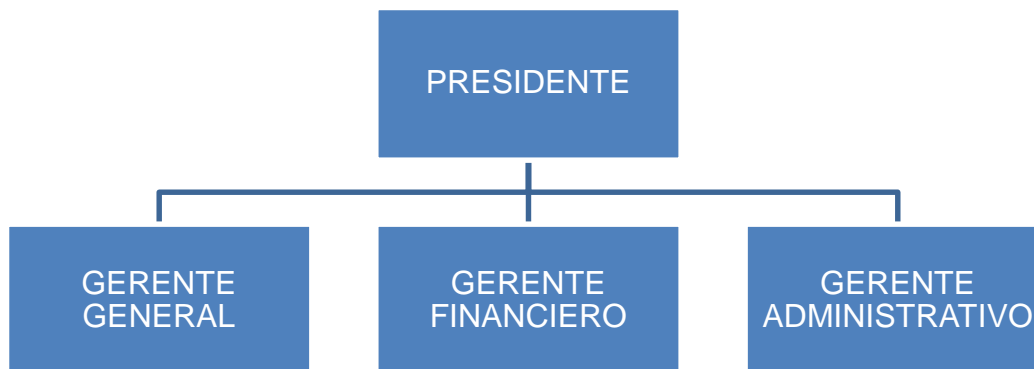 PRESIDENTE
GERENTE
GENERAL
GERENTE
FINANCIERO
GERENTE
ADMINISTRATIVO